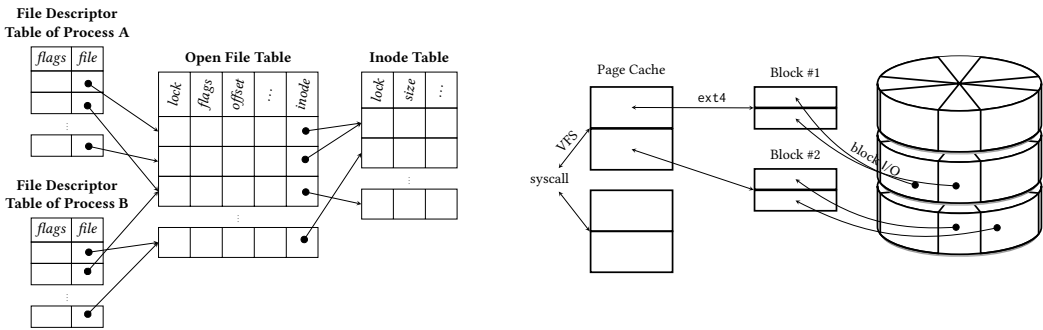 File Descriptor
Table of Process A
flags file
⋮
Open File Table
lock flags offset ... inode
⋮
Inode Table
lock size ...
⋮
File Descriptor
Table of Process B
flags file
⋮
Page Cache
ext4
VFS
syscall
Block #1
Block #2
block I/O